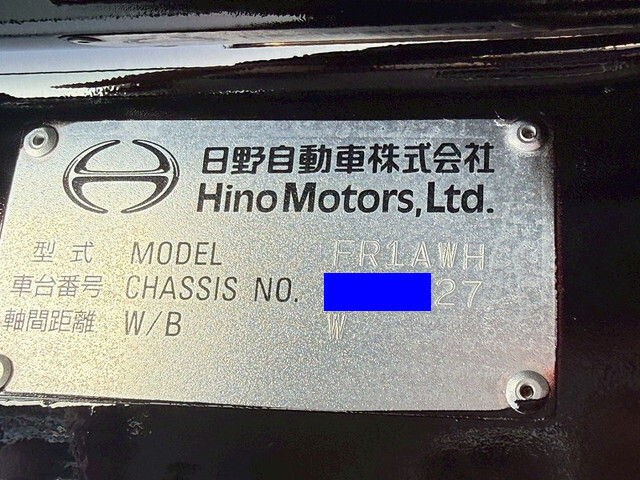 日野自動車株式会社
Hino Motors, Ltd.
型式 MODEL FR1AWH
車台番号 CHASSIS NO. 27
軸間距離 W/B W